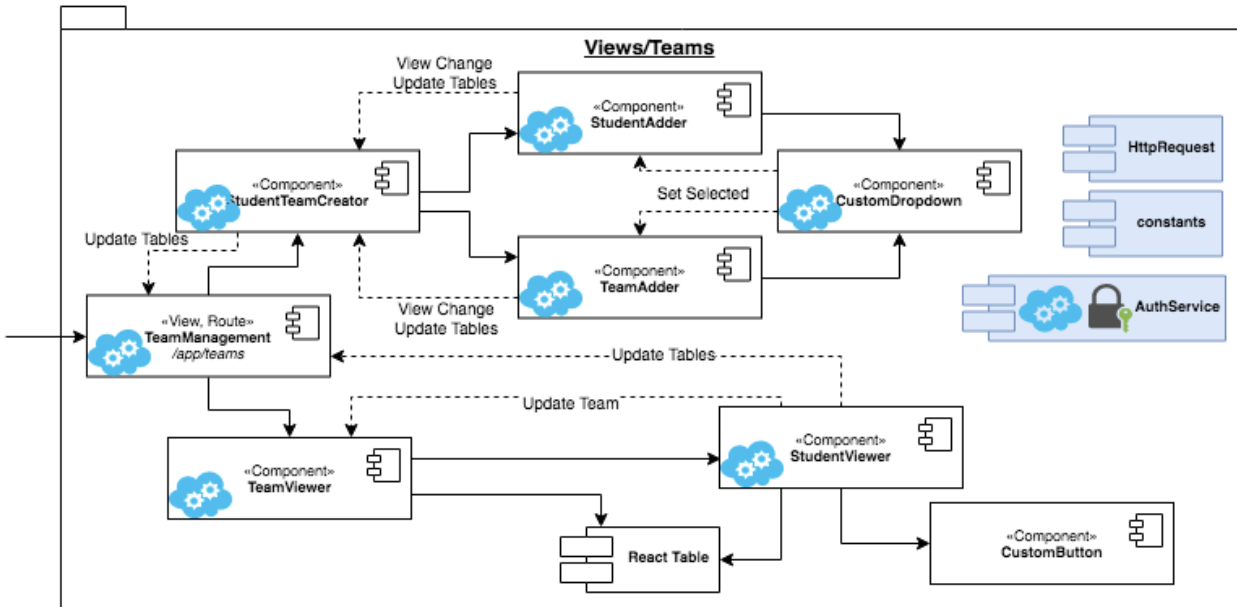 Views/Teams
View Change
Update Tables
«Component»
StudentAdder
HttpRequest
«Component»
StudentTeamCreator
Set Selected
«Component»
CustomDropdown
constants
Update Tables
«Component»
TeamAdder
View Change
Update Tables
AuthService
«View, Route»
TeamManagement
/app/teams
Update Tables
Update Team
«Component»
StudentViewer
«Component»
TeamViewer
React Table
«Component»
CustomButton